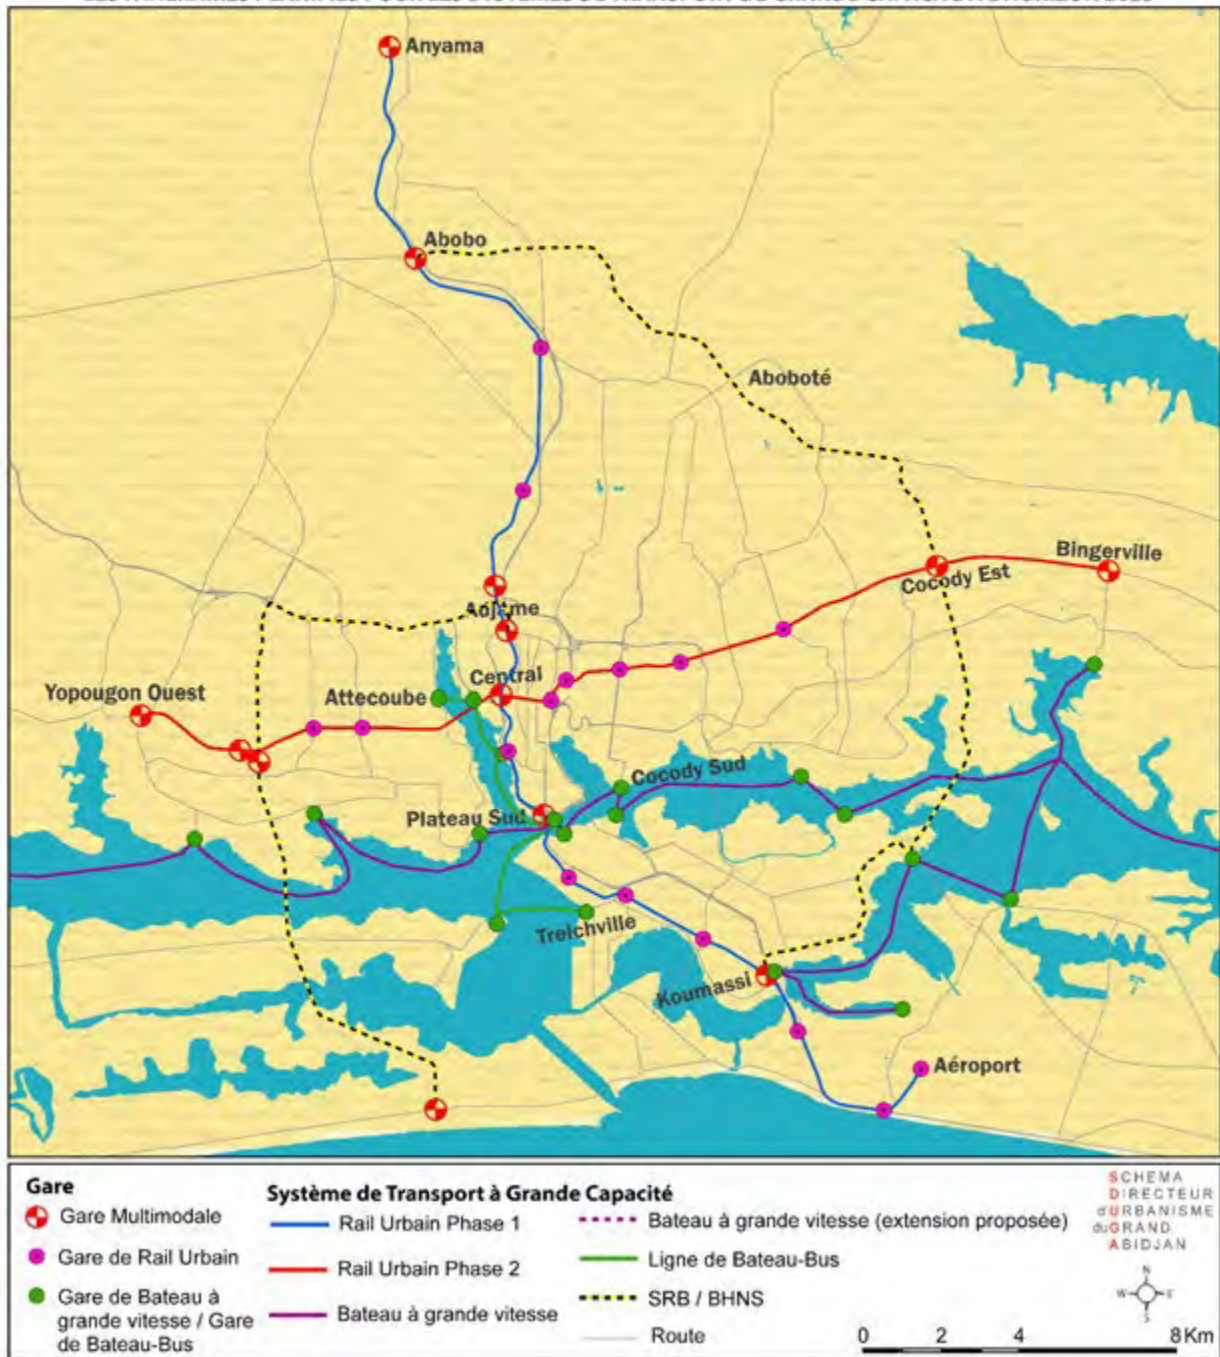 Anyama
Abobo
Aboboté
Bingerville
Cocody Est
Adjame
Central
Yopougon Ouest
Attecoube
Cocody Sud
Plateau Sud
Treichville
Koumassi
Aéroport
Gare
Gare Multimodale
Gare de Rail Urbain
Gare de Bateau à
grande vitesse / Gare
de Bateau-Bus
Système de Transport à Grande Capacité
Rail Urbain Phase 1
Rail Urbain Phase 2
Bateau à grande vitesse
Bateau à grande vitesse (extension proposée)
Ligne de Bateau-Bus
SRB / BHNS
Route
SCHEMA
DIRECTEUR
d'URBANISME
du GRAND
ABIDJAN
N
W E
S
0 2 4 8 Km